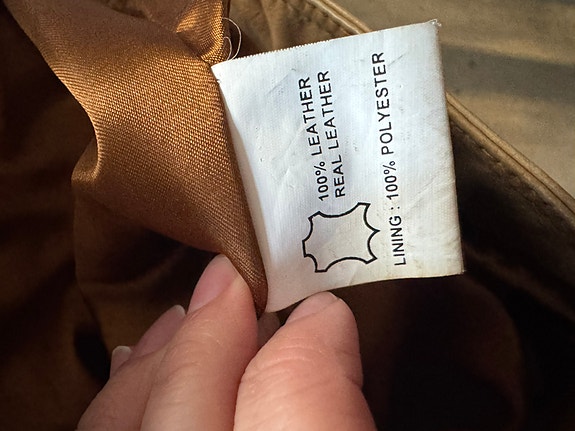 100% LEATHER
REAL LEATHER
LINING : 100% POLYESTER